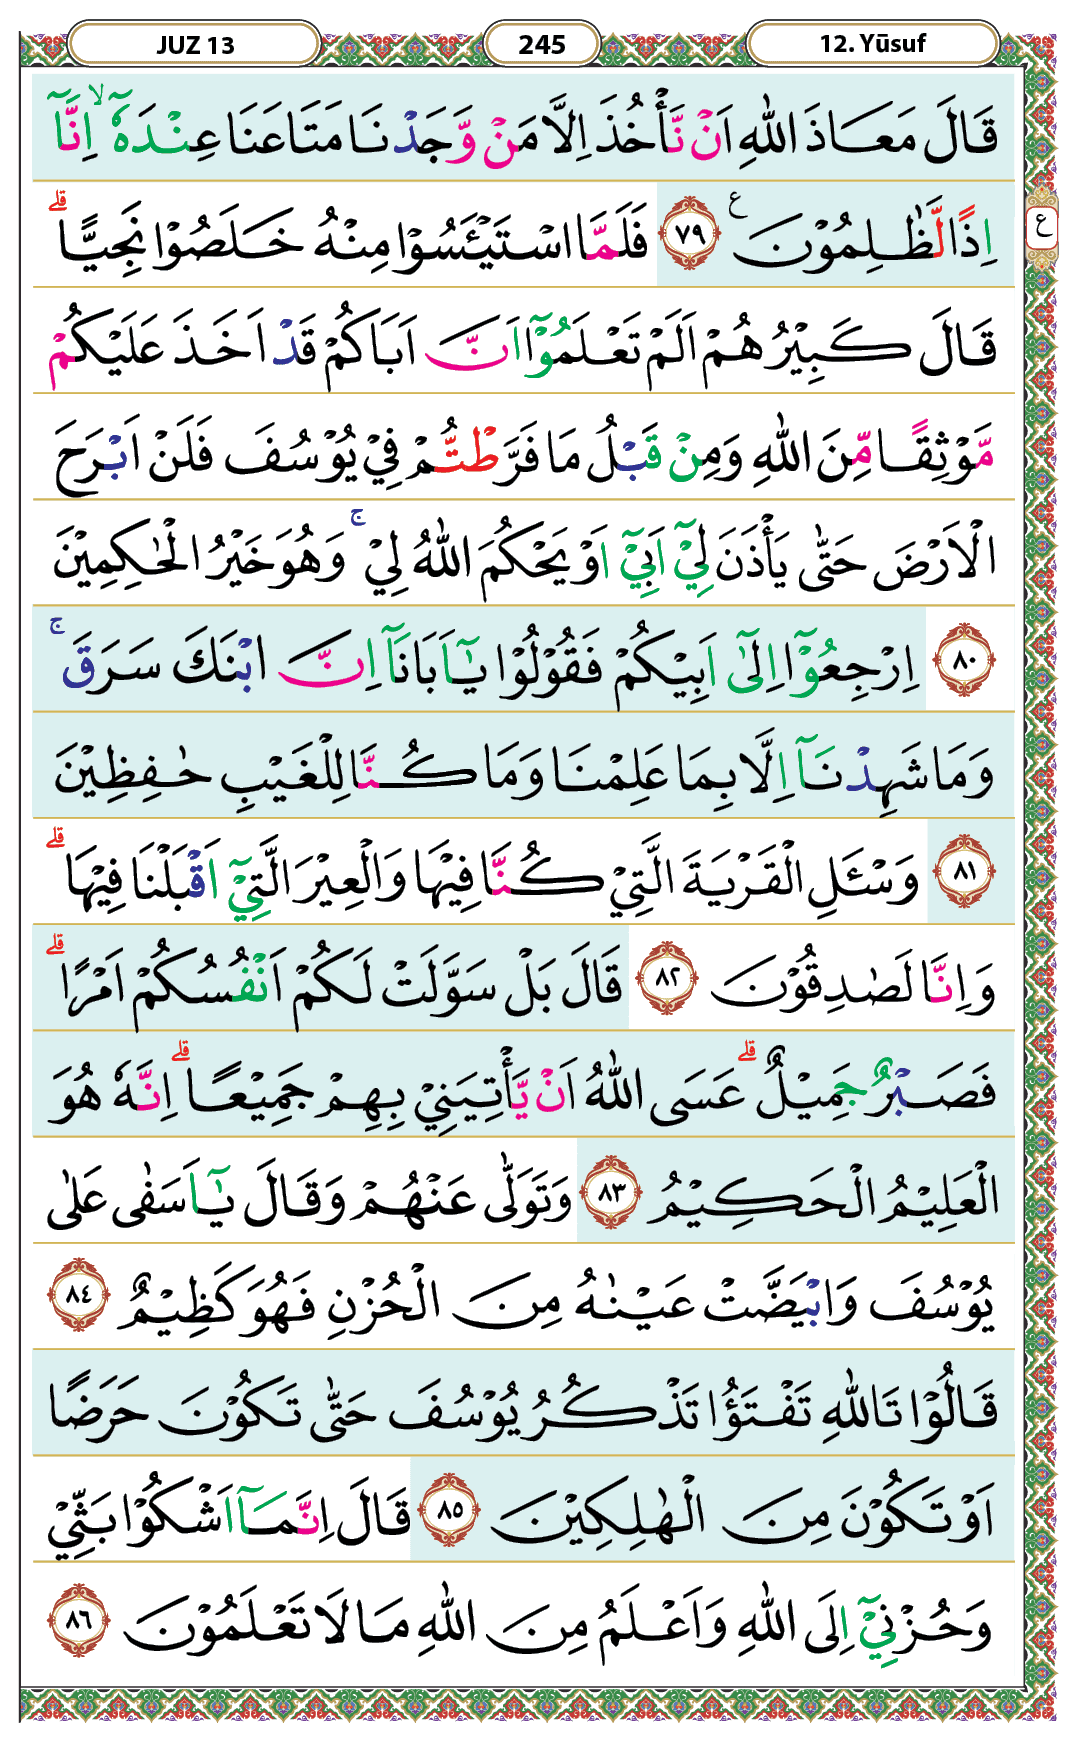 JUZ 13 245 12. Yūsuf
قَالَ مَعَاذَ اللّٰهِ اَنْ نَّأْخُذَ اِلَّا مَنْ وَّجَدْنَا مَتَاعَنَا عِنْدَهٗٓ ۙ اِنَّآ
اِذًا لَّظٰلِمُوْنَ ࣖ ٧٩ فَلَمَّا اسْتَيْـَٔسُوْا مِنْهُ خَلَصُوْا نَجِيًّا ۗ
ع
قَالَ كَبِيْرُهُمْ اَلَمْ تَعْلَمُوْٓا اَنَّ اَبَاكُمْ قَدْ اَخَذَ عَلَيْكُمْ
مَّوْثِقًا مِّنَ اللّٰهِ وَمِنْ قَبْلُ مَا فَرَّطْتُّمْ فِيْ يُوْسُفَ فَلَنْ اَبْرَحَ
الْاَرْضَ حَتّٰى يَأْذَنَ لِيْٓ اَبِيْٓ اَوْ يَحْكُمَ اللّٰهُ لِيْ ۚ وَهُوَ خَيْرُ الْحٰكِمِيْنَ
٨٠ اِرْجِعُوْٓا اِلٰٓى اَبِيْكُمْ فَقُوْلُوْا يٰٓاَبَانَآ اِنَّ ابْنَكَ سَرَقَ ۚ
وَمَا شَهِدْنَآ اِلَّا بِمَا عَلِمْنَا وَمَا كُنَّا لِلْغَيْبِ حٰفِظِيْنَ
٨١ وَسْـَٔلِ الْقَرْيَةَ الَّتِيْ كُنَّا فِيْهَا وَالْعِيْرَ الَّتِيْٓ اَقْبَلْنَا فِيْهَا ۗ
وَاِنَّا لَصٰدِقُوْنَ ٨٢ قَالَ بَلْ سَوَّلَتْ لَكُمْ اَنْفُسُكُمْ اَمْرًا ۗ
فَصَبْرٌ جَمِيْلٌ ۗ عَسَى اللّٰهُ اَنْ يَّأْتِيَنِيْ بِهِمْ جَمِيْعًا ۗ اِنَّهٗ هُوَ
الْعَلِيْمُ الْحَكِيْمُ ٨٣ وَتَوَلّٰى عَنْهُمْ وَقَالَ يٰٓاَسَفٰى عَلٰى
يُوْسُفَ وَابْيَضَّتْ عَيْنٰهُ مِنَ الْحُزْنِ فَهُوَ كَظِيْمٌ ٨٤
قَالُوْا تَاللّٰهِ تَفْتَؤُا تَذْكُرُ يُوْسُفَ حَتّٰى تَكُوْنَ حَرَضًا
اَوْ تَكُوْنَ مِنَ الْهٰلِكِيْنَ ٨٥ قَالَ اِنَّمَآ اَشْكُوْا بَثِّيْ
وَحُزْنِيْٓ اِلَى اللّٰهِ وَاَعْلَمُ مِنَ اللّٰهِ مَا لَا تَعْلَمُوْنَ ٨٦